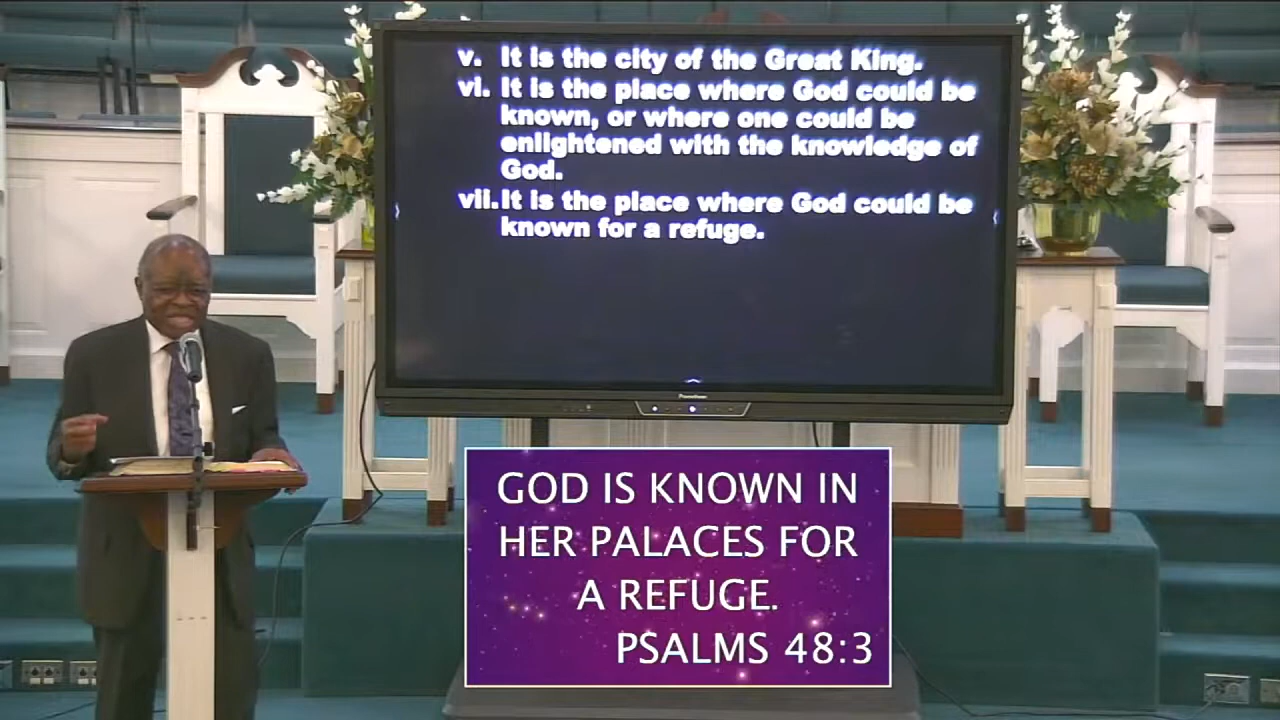 v. It is the city of the Great King.
vi. It is the place where God could be
known, or where one could be
enlightened with the knowledge of
God.
vii. It is the place where God could be
known for a refuge.
Promethean
GOD IS KNOWN IN
HER PALACES FOR
A REFUGE.
PSALMS 48:3